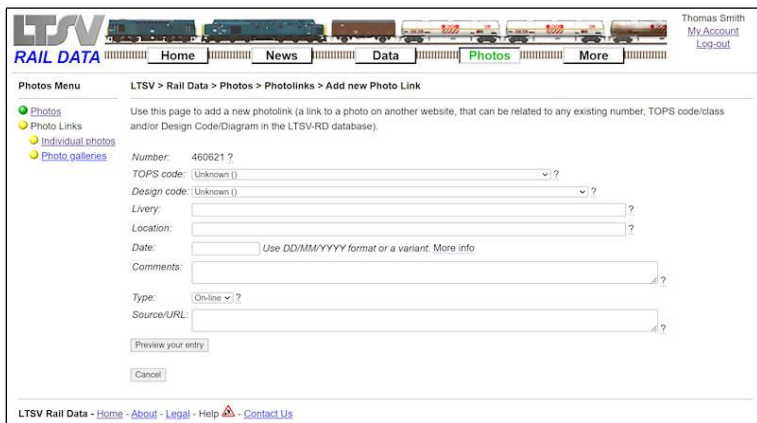 LTSV
RAIL DATA
Home
News
Data
Photos
More
Thomas Smith
My Account
Log-out
Photos Menu
Photos
Photo Links
Individual photos
Photo galleries
LTSV > Rail Data > Photos > Photolinks > Add new Photo Link
Use this page to add a new photolink (a link to a photo on another website, that can be related to any existing number, TOPS code/class
and/or Design Code/Diagram in the LTSV-RD database).
Number: 460621 ?
TOPS code: Unknown () ?
Design code: Unknown () ?
Livery: ?
Location: ?
Date: Use DD/MM/YYYY format or a variant. More info
Comments: ?
Type: On-line ?
Source/URL: ?
Preview your entry
Cancel
LTSV Rail Data - Home - About - Legal - Help - Contact Us